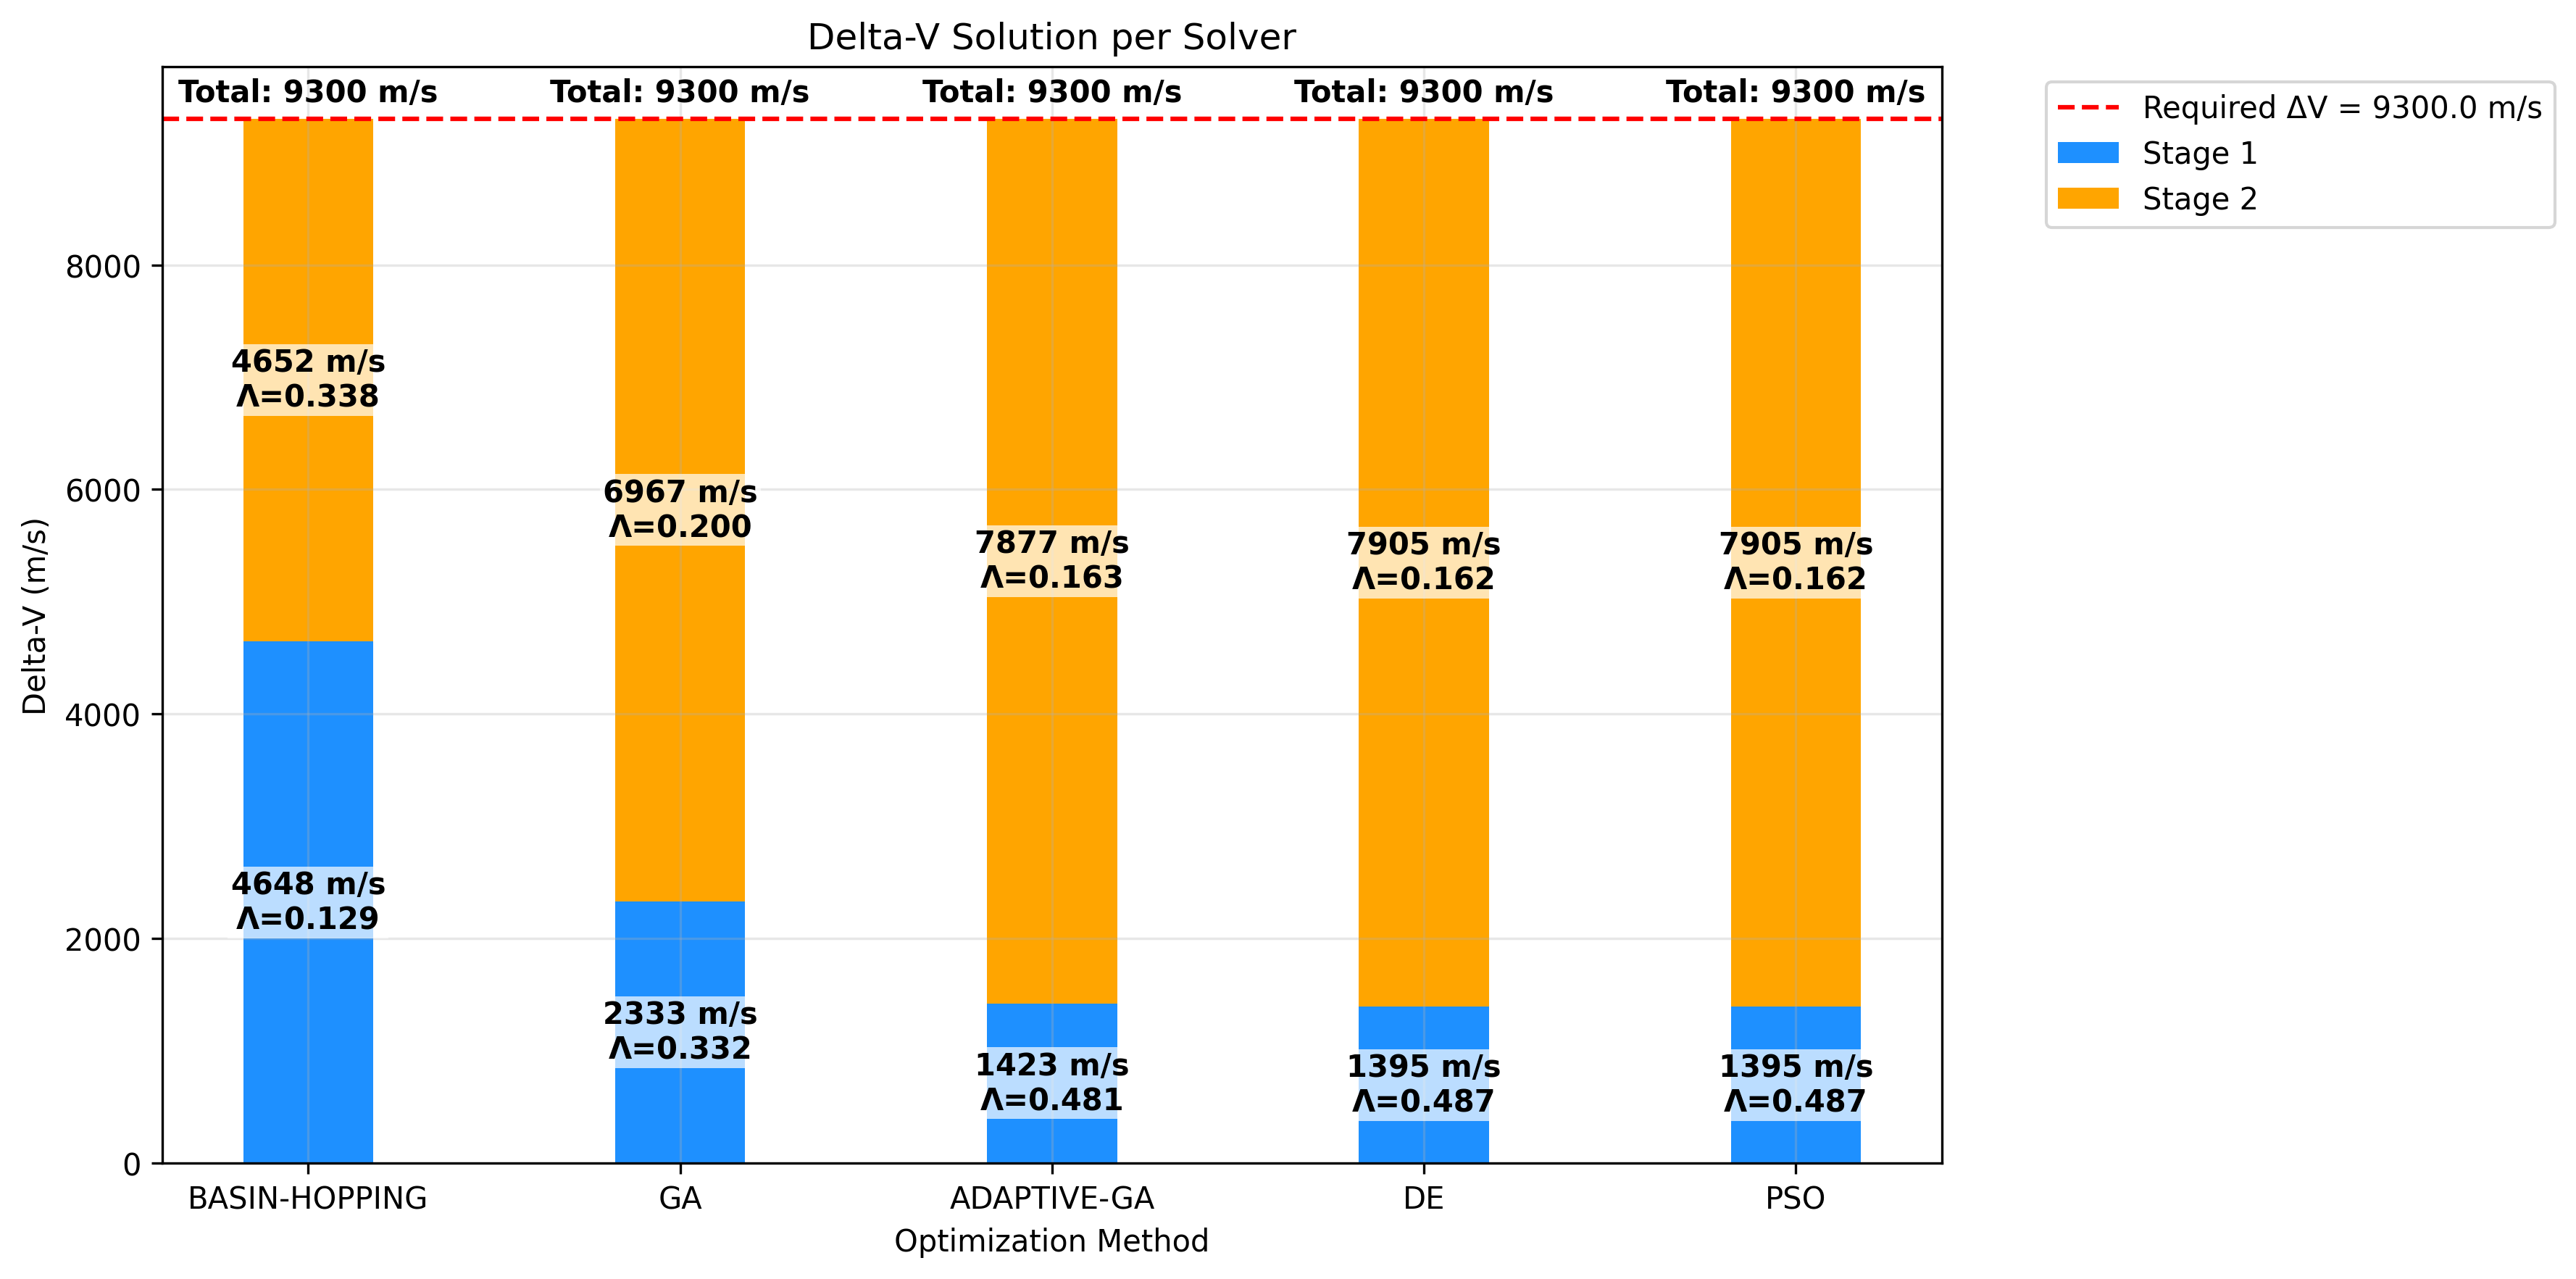 Delta-V Solution per Solver
Total: 9300 m/s
Total: 9300 m/s
Total: 9300 m/s
Total: 9300 m/s
Total: 9300 m/s
Required ΔV = 9300.0 m/s
Stage 1
Stage 2
Delta-V (m/s)
8000
6000
4000
2000
0
4652 m/s
Λ=0.338
4648 m/s
Λ=0.129
6967 m/s
Λ=0.200
2333 m/s
Λ=0.332
7877 m/s
Λ=0.163
1423 m/s
Λ=0.481
7905 m/s
Λ=0.162
1395 m/s
Λ=0.487
7905 m/s
Λ=0.162
1395 m/s
Λ=0.487
BASIN-HOPPING
GA
ADAPTIVE-GA
DE
PSO
Optimization Method